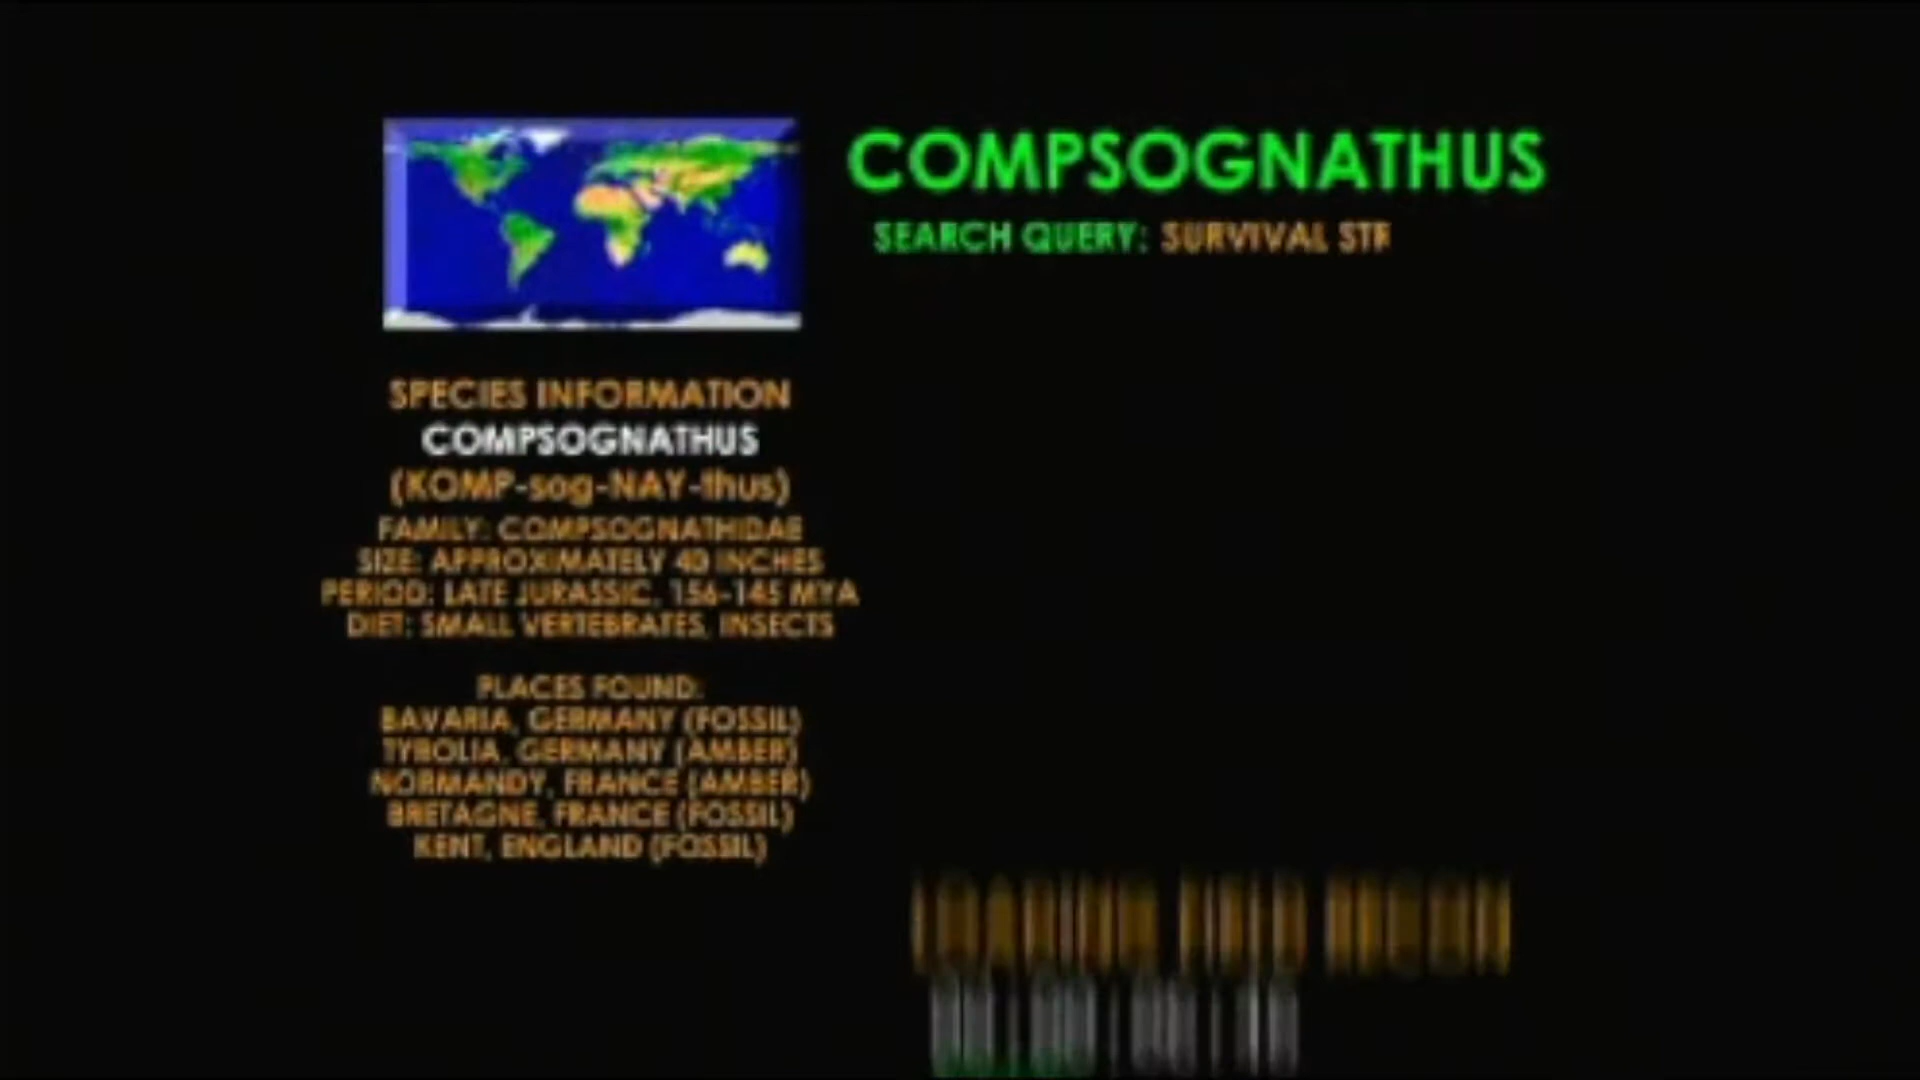 COMPSOGNATHUS
SEARCH QUERY: SURVIVAL STR
SPECIES INFORMATION
COMPSOGNATHUS
(KOMP-sog-NAY-thus)
FAMILY: COMPSOGNATHIDAE
SIZE: APPROXIMATELY 40 INCHES
PERIOD: LATE JURASSIC, 156-145 MYA
DIET: SMALL VERTEBRATES, INSECTS
PLACES FOUND:
BAVARIA, GERMANY (FOSSIL)
TYROLIA, GERMANY (AMBER)
NORMANDY, FRANCE (AMBER)
BRETAGNE, FRANCE (FOSSIL)
KENT, ENGLAND (FOSSIL)